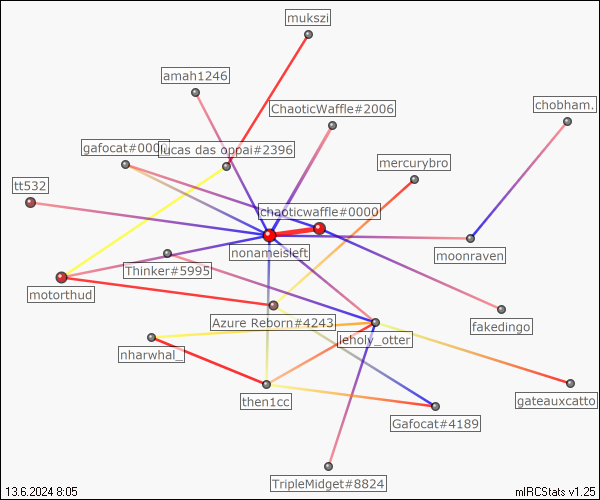 mukszi
amah1246
ChaoticWaffle#2006
chobham.
gafocat#000
lucas das oppai#2396
mercurybro
tt532
chaoticwaffle#0000
nonameisleft
moonraven
Thinker#5995
motorthud
Azure Reborn#4243
fakedingo
leholy_otter
nharwhal_
then1cc
gateauxcatto
Gafocat#4189
TripleMidget#8824
13.6.2024 8:05
mIRCStats v1.25